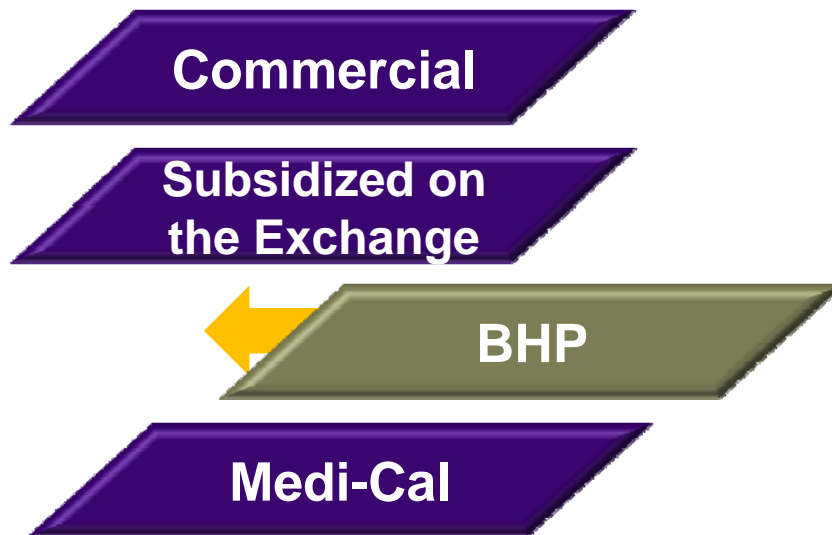 Commercial
Subsidized on
the Exchange
BHP
Medi-Cal